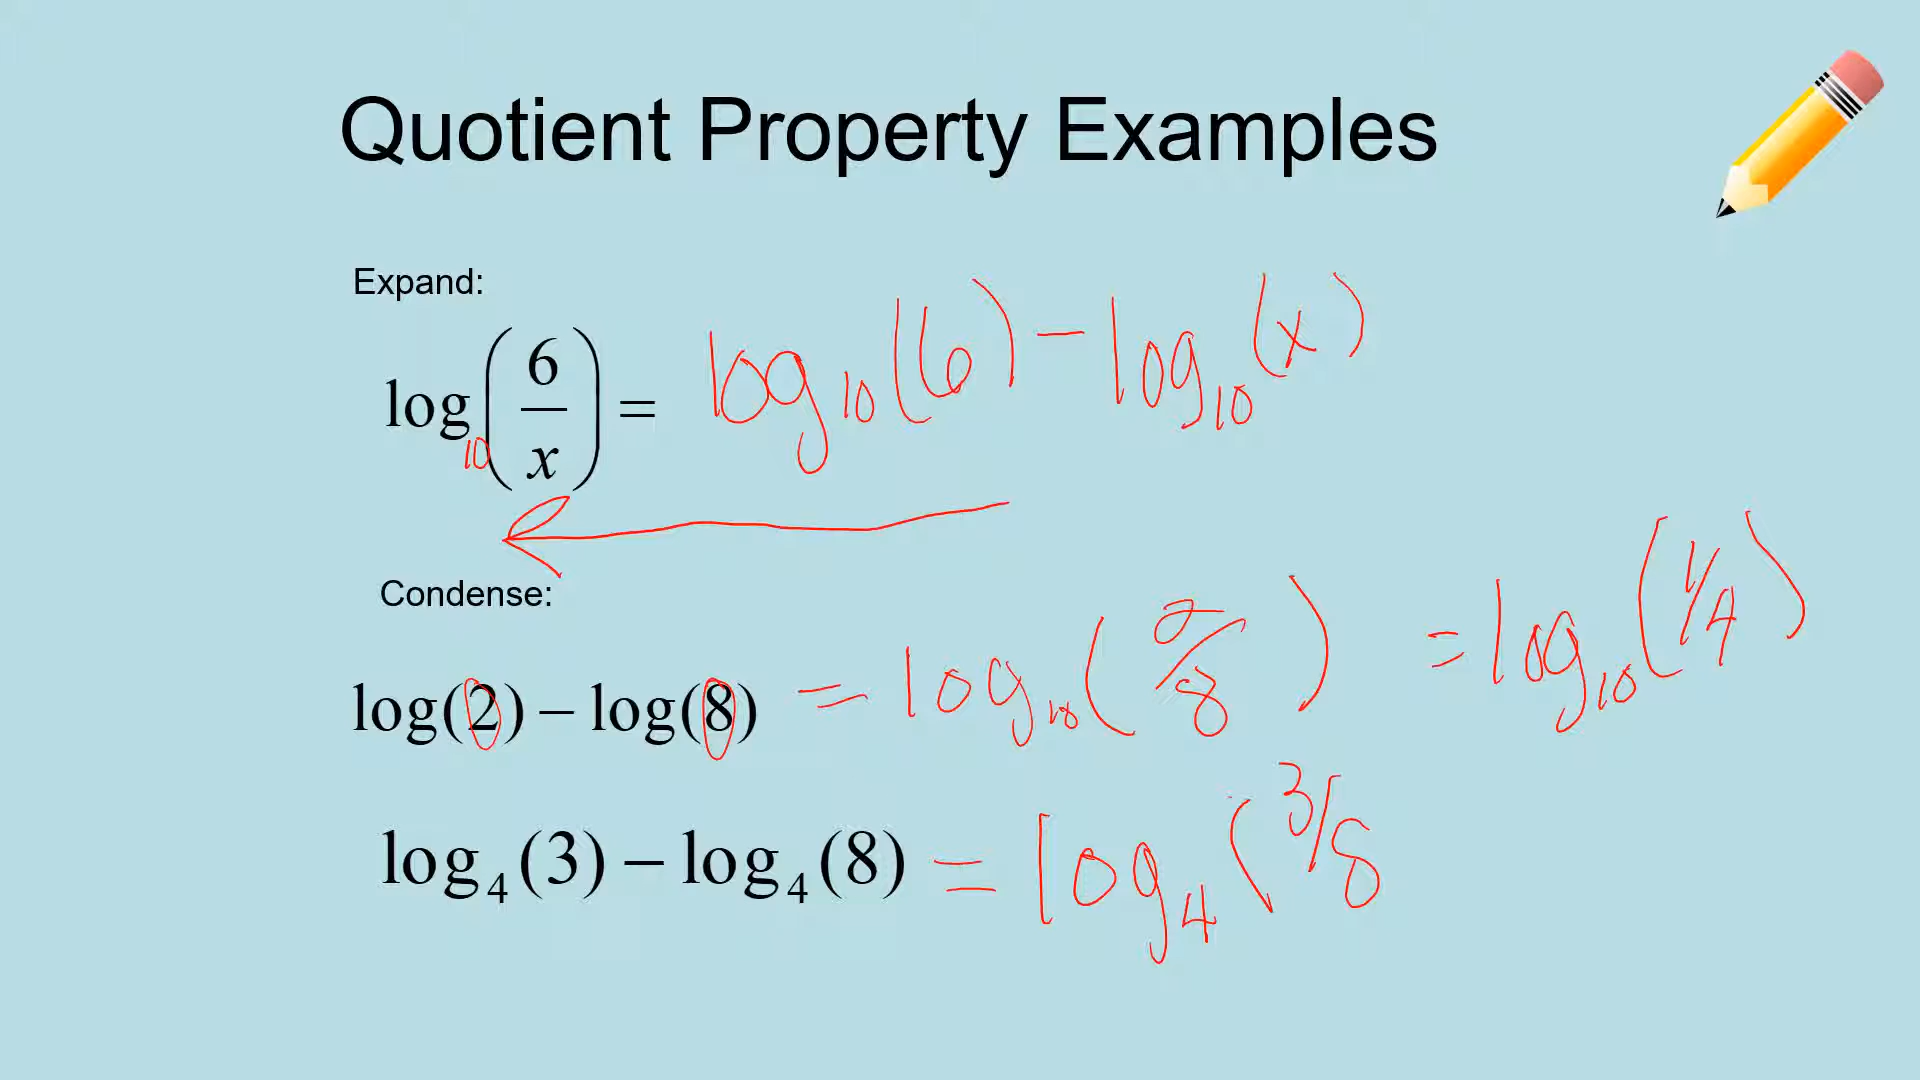 Quotient Property Examples
Expand:
log₁₀(6/x) = log₁₀(6) − log₁₀(x)
Condense:
log(2) − log(8) = log₁₀(2/8) = log₁₀(1/4)
log₄(3) − log₄(8) = log₄(3/8